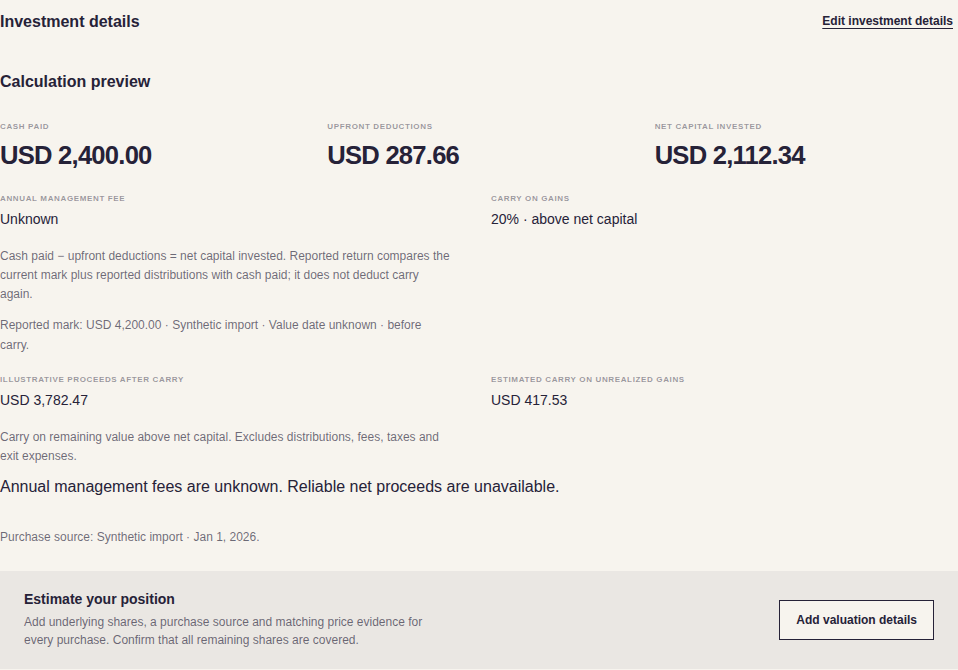 Investment details
Edit investment details
Calculation preview
CASH PAID
UPFRONT DEDUCTIONS
NET CAPITAL INVESTED
USD 2,400.00
USD 287.66
USD 2,112.34
ANNUAL MANAGEMENT FEE
CARRY ON GAINS
Unknown
20% · above net capital
Cash paid − upfront deductions = net capital invested. Reported return compares the
current mark plus reported distributions with cash paid; it does not deduct carry
again.
Reported mark: USD 4,200.00 · Synthetic import · Value date unknown · before
carry.
ILLUSTRATIVE PROCEEDS AFTER CARRY
ESTIMATED CARRY ON UNREALIZED GAINS
USD 3,782.47
USD 417.53
Carry on remaining value above net capital. Excludes distributions, fees, taxes and
exit expenses.
Annual management fees are unknown. Reliable net proceeds are unavailable.
Purchase source: Synthetic import · Jan 1, 2026.
Estimate your position
Add underlying shares, a purchase source and matching price evidence for
every purchase. Confirm that all remaining shares are covered.
Add valuation details